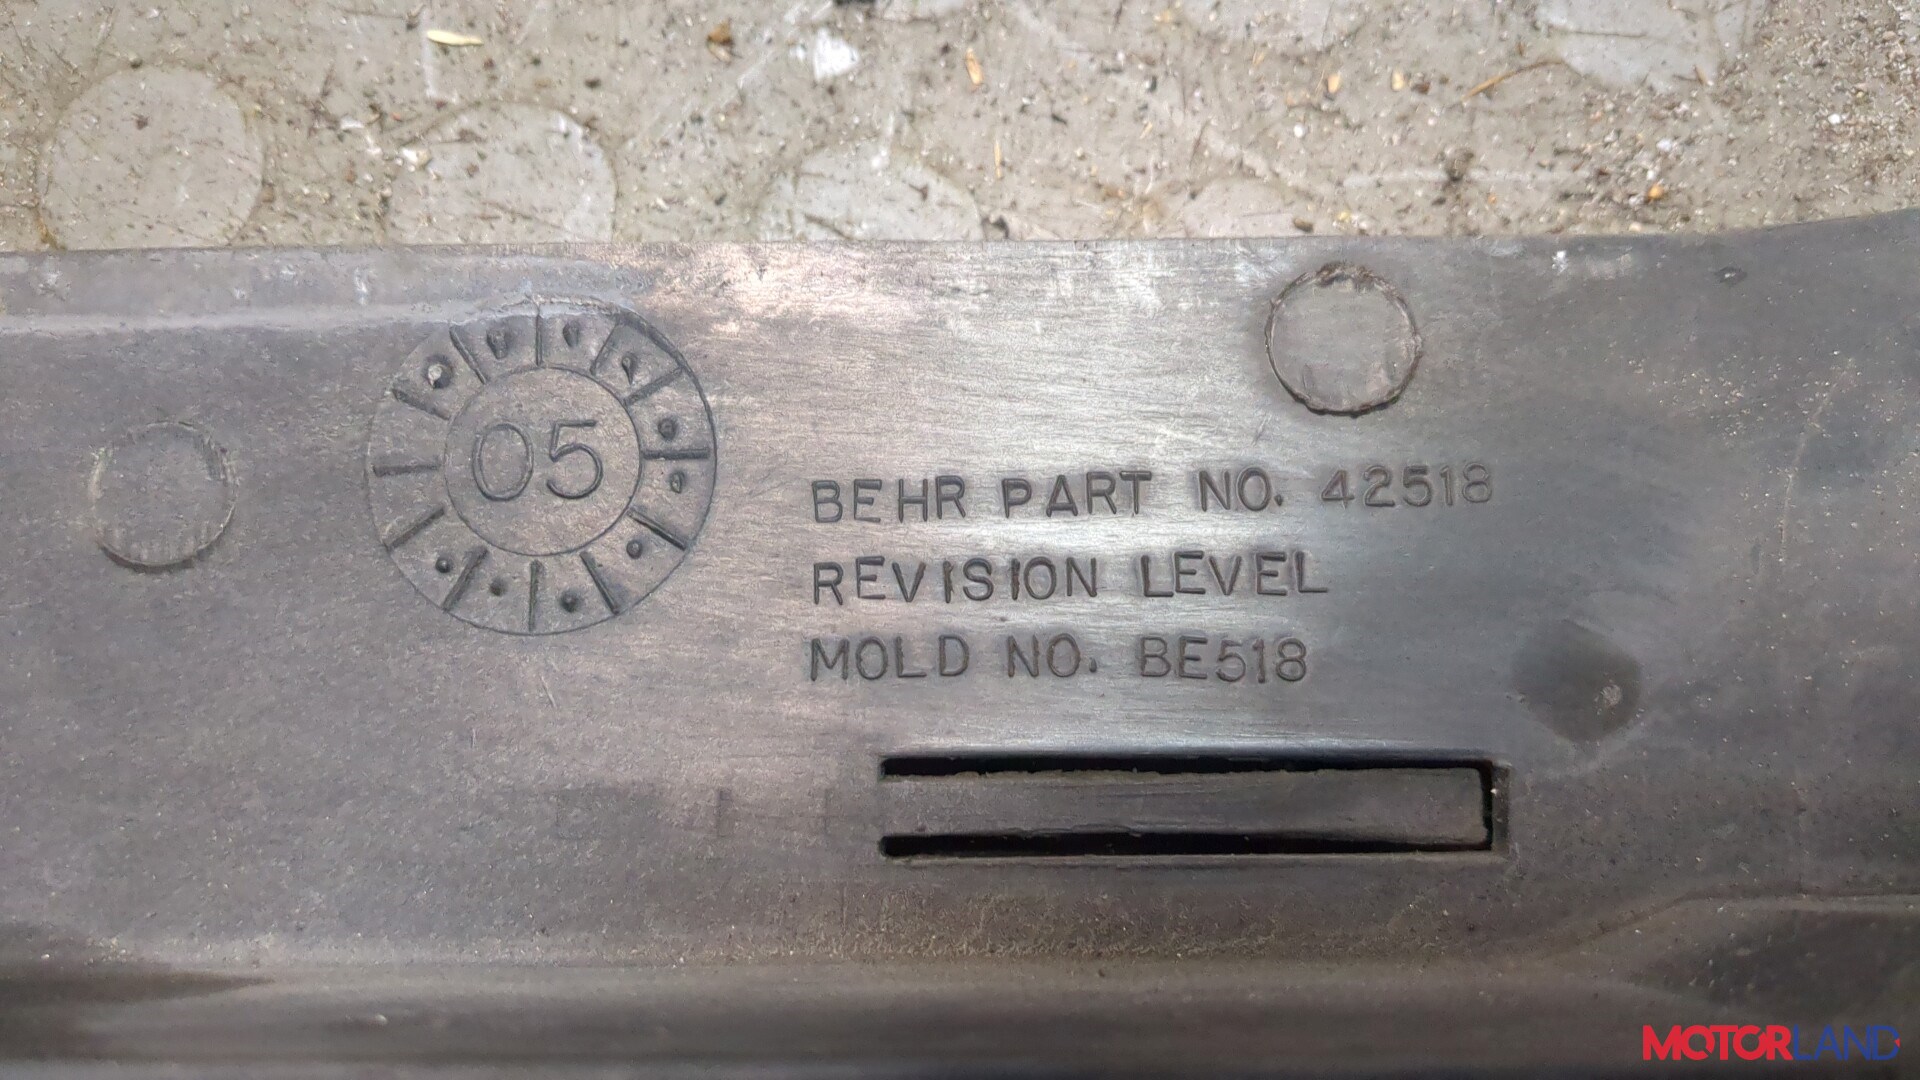 05
BEHR PART NO. 42518
REVISION LEVEL
MOLD NO. BE518
MOTORLAND